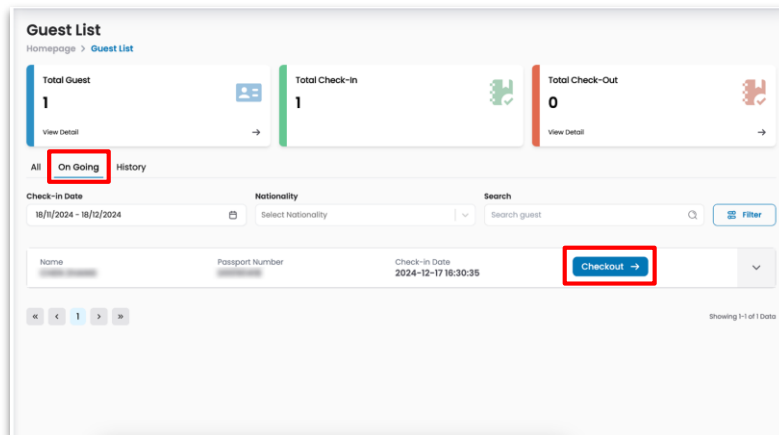 Guest List
Homepage > Guest List
Total Guest
1
View Detail →
Total Check-In
1
Total Check-Out
0
View Detail →
All On Going History
Check-in Date Nationality Search
18/11/2024 - 18/12/2024 Select Nationality Search guest Filter
Name Passport Number Check-in Date
2024-12-17 16:30:35
Checkout →
« < 1 > »
Showing 1-1 of 1 Data